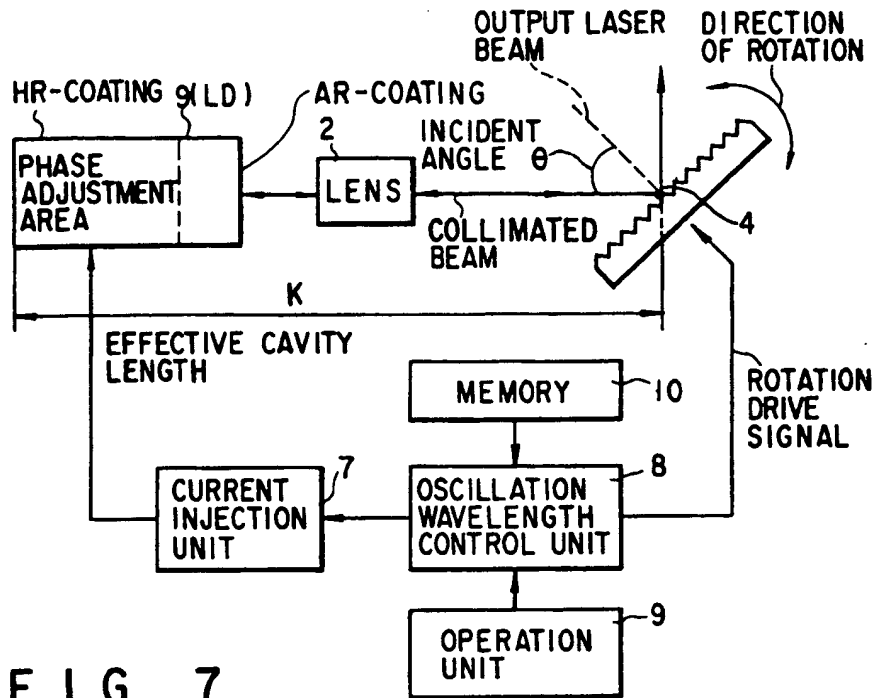 OUTPUT LASER
BEAM
DIRECTION
OF ROTATION
HR-COATING 9(LD) AR-COATING
PHASE
ADJUSTMENT
AREA
2
LENS
INCIDENT
ANGLE θ
COLLIMATED
BEAM
4
K
EFFECTIVE CAVITY
LENGTH
MEMORY
10
ROTATION
DRIVE
SIGNAL
CURRENT
INJECTION
UNIT
7
OSCILLATION
WAVELENGTH
CONTROL UNIT
8
OPERATION
UNIT
9
FIG. 7